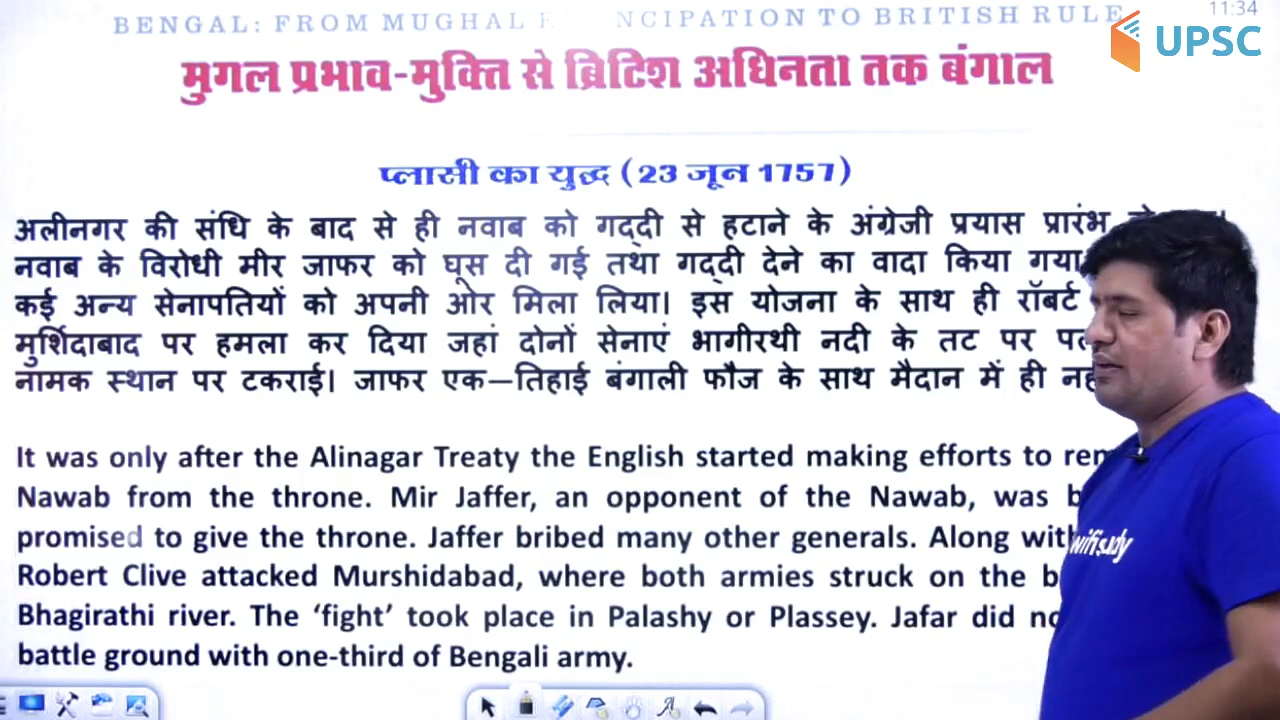 BENGAL: FROM MUGHAL NCIPATION TO BRITISH RULE
11:34
UPSC
मुगल प्रभाव-मुक्ति से ब्रिटिश अधिनता तक बंगाल
प्लासी का युद्ध (23 जून 1757)
अलीनगर की संधि के बाद से ही नवाब को गद्दी से हटाने के अंग्रेजी प्रयास प्रारंभ
नवाब के विरोधी मीर जाफर को घूस दी गई तथा गद्दी देने का वादा किया गया
कई अन्य सेनापतियों को अपनी ओर मिला लिया। इस योजना के साथ ही रॉबर्ट
मुर्शिदाबाद पर हमला कर दिया जहां दोनों सेनाएं भागीरथी नदी के तट पर
नामक स्थान पर टकराई। जाफर एक–तिहाई बंगाली फौज के साथ मैदान में ही
It was only after the Alinagar Treaty the English started making efforts to
Nawab from the throne. Mir Jaffer, an opponent of the Nawab, was
promised to give the throne. Jaffer bribed many other generals. Along
Robert Clive attacked Murshidabad, where both armies struck on the
Bhagirathi river. The ‘fight’ took place in Palashy or Plassey. Jafar did
battle ground with one-third of Bengali army.
wifistudy